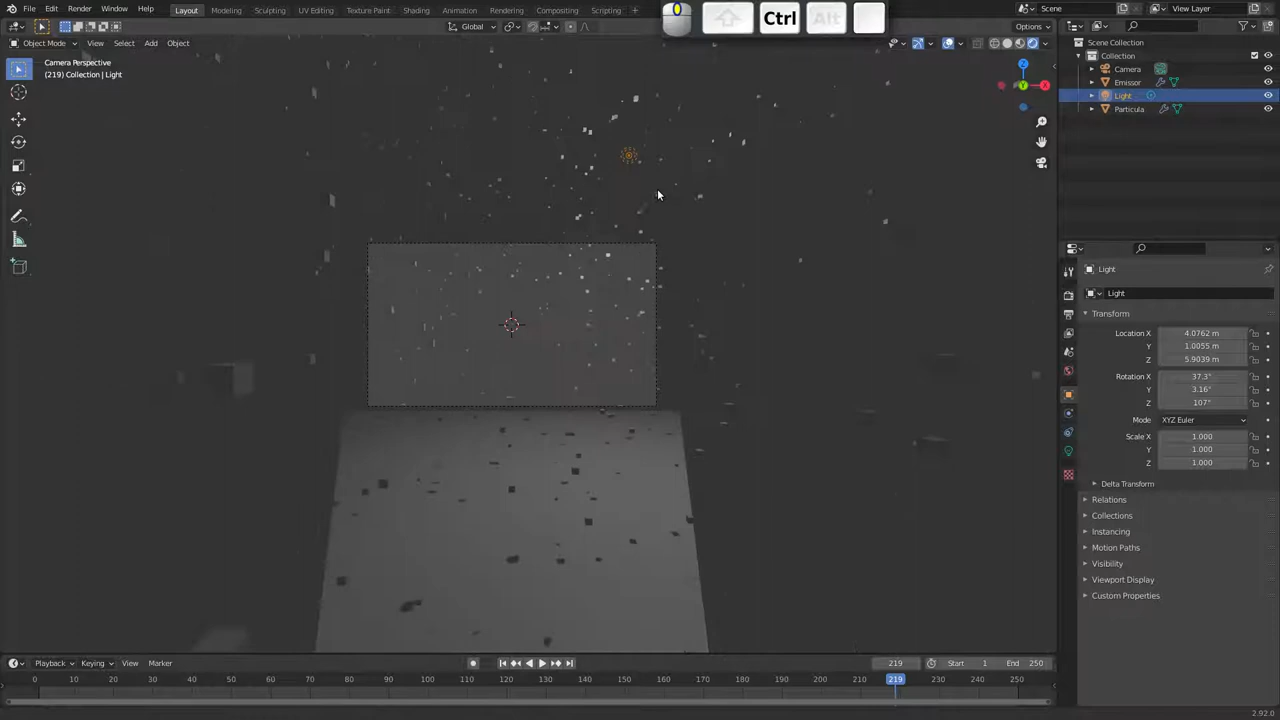 File Edit Render Window Help Layout Modeling Sculpting UV Editing Texture Paint Shading Animation Rendering Compositing Scripting Ctrl Alt Scene View Layer
Global Options
Object Mode View Select Add Object
Camera Perspective
(219) Collection | Light
Z
X
Y
Scene Collection
Collection
Camera
Emissor
Light
Particula
Light
Light
Transform
Location X 4.0762 m
Y 1.0055 m
Z 5.9039 m
Rotation X 37.3°
Y 3.16°
Z 107°
Mode XYZ Euler
Scale X 1.000
Y 1.000
Z 1.000
Delta Transform
Relations
Collections
Instancing
Motion Paths
Visibility
Viewport Display
Custom Properties
Playback Keying View Marker 219 Start 1 End 250
0 10 20 30 40 50 60 70 80 90 100 110 120 130 140 150 160 170 180 190 200 210 219 230 240 250
2.92.0